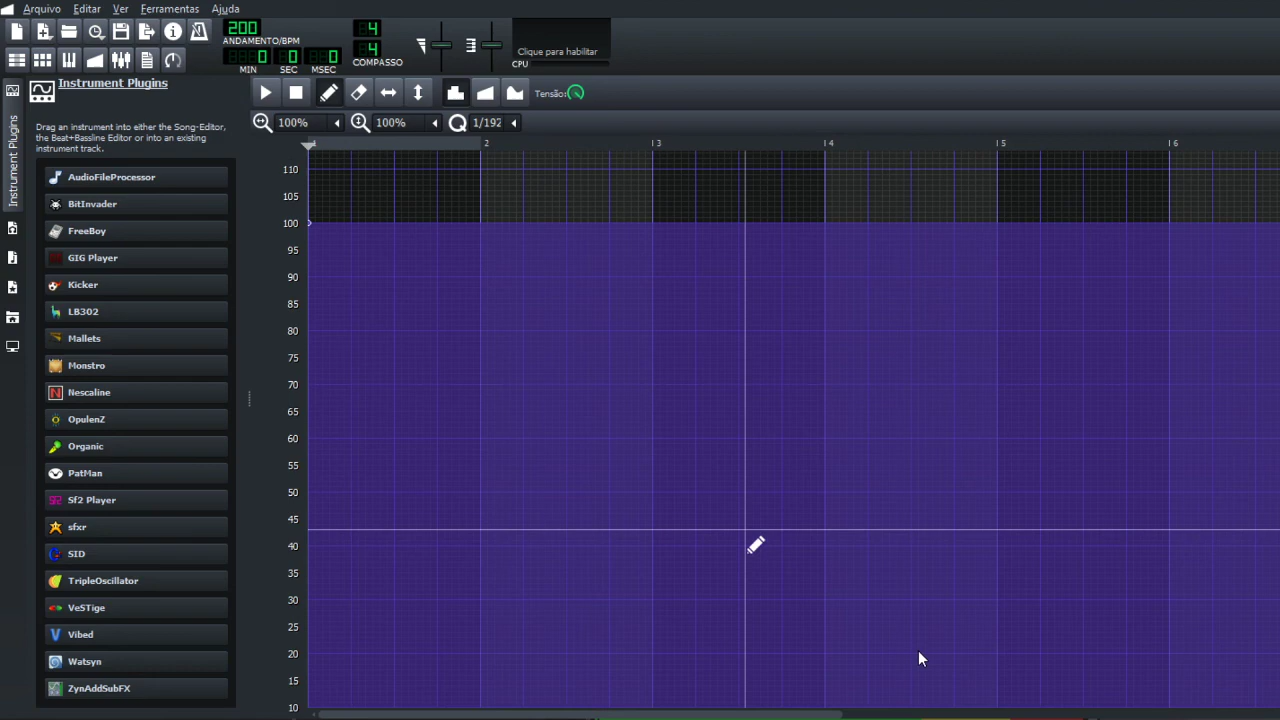 Arquivo Editar Ver Ferramentas Ajuda
200
ANDAMENTO/BPM
0 0 0
MIN SEC MSEC
4
4
COMPASSO
Clique para habilitar
CPU
Instrument Plugins
Instrument Plugins
Drag an instrument into either the Song-Editor,
the Beat+Bassline Editor or into an existing
instrument track.
AudioFileProcessor
BitInvader
FreeBoy
GIG Player
Kicker
LB302
Mallets
Monstro
Nescaline
OpulenZ
Organic
PatMan
Sf2 Player
sfxr
SID
TripleOscillator
VeSTige
Vibed
Watsyn
ZynAddSubFX
Tensão:
100% 100% 1/192
1 2 3 4 5 6
110
105
100
95
90
85
80
75
70
65
60
55
50
45
40
35
30
25
20
15
10